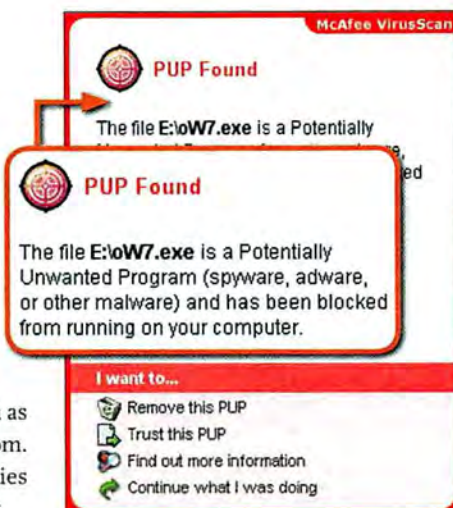 McAfee VirusScan
PUP Found
The file E:\oW7.exe is a Potentially
ed
PUP Found
The file E:\oW7.exe is a Potentially
Unwanted Program (spyware, adware,
or other malware) and has been blocked
from running on your computer.
I want to...
Remove this PUP
Trust this PUP
Find out more information
Continue what I was doing
as
om.
ies